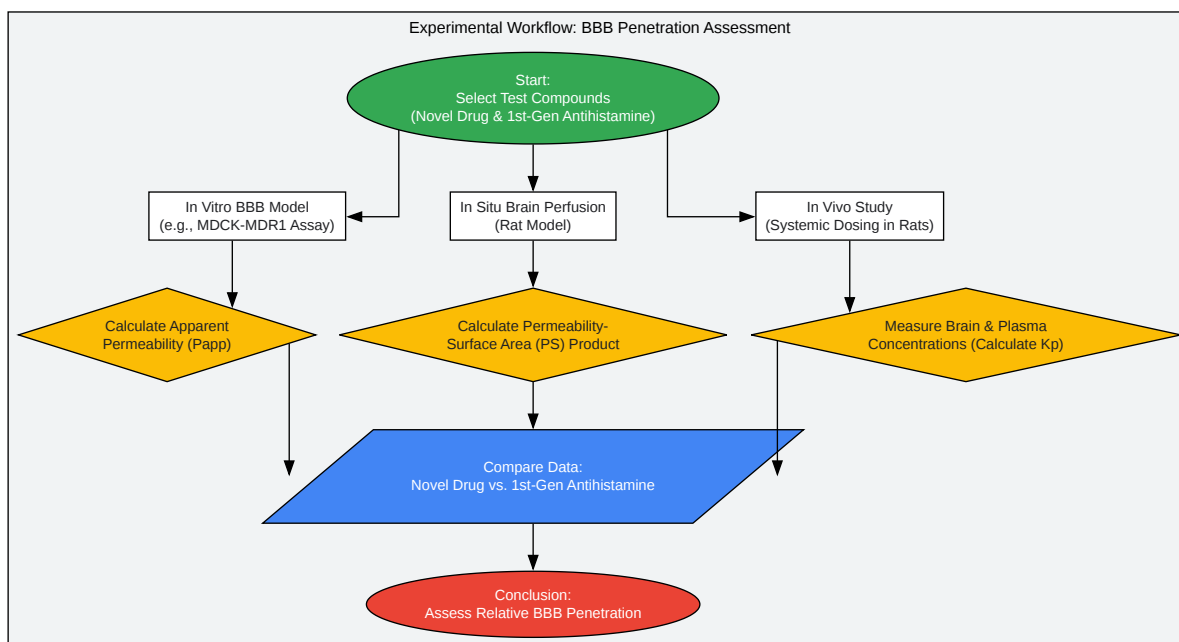 Experimental Workflow: BBB Penetration Assessment
Start:
Select Test Compounds
(Novel Drug & 1st-Gen Antihistamine)
In Vitro BBB Model
(e.g., MDCK-MDR1 Assay)
In Situ Brain Perfusion
(Rat Model)
In Vivo Study
(Systemic Dosing in Rats)
Calculate Apparent
Permeability (Papp)
Calculate Permeability-
Surface Area (PS) Product
Measure Brain & Plasma
Concentrations (Calculate Kp)
Compare Data:
Novel Drug vs. 1st-Gen Antihistamine
Conclusion:
Assess Relative BBB Penetration